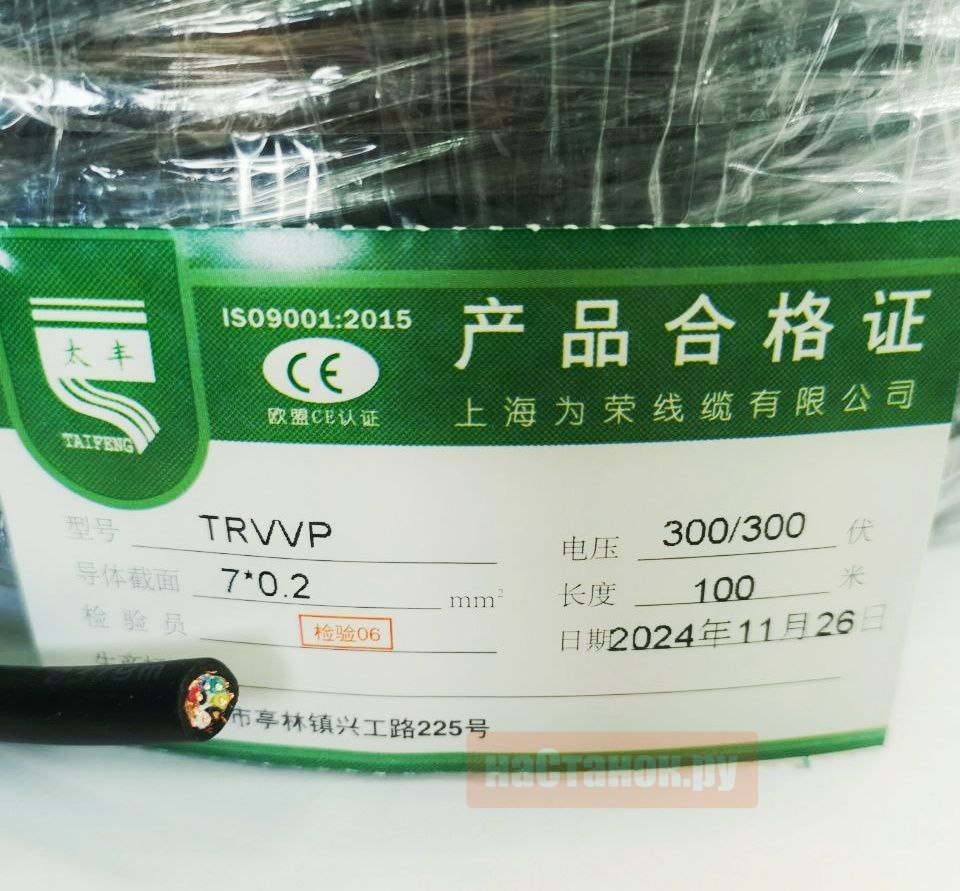 太丰
TAIFENG
ISO9001:2015
CE
欧盟CE认证
产品合格证
上海为荣线缆有限公司
型号 TRVVP
电压 300/300 伏
导体截面 7*0.2 mm²
长度 100 米
检验员 检验06
日期 2024年11月26日
市亭林镇兴工路225号
наСтанок.ру